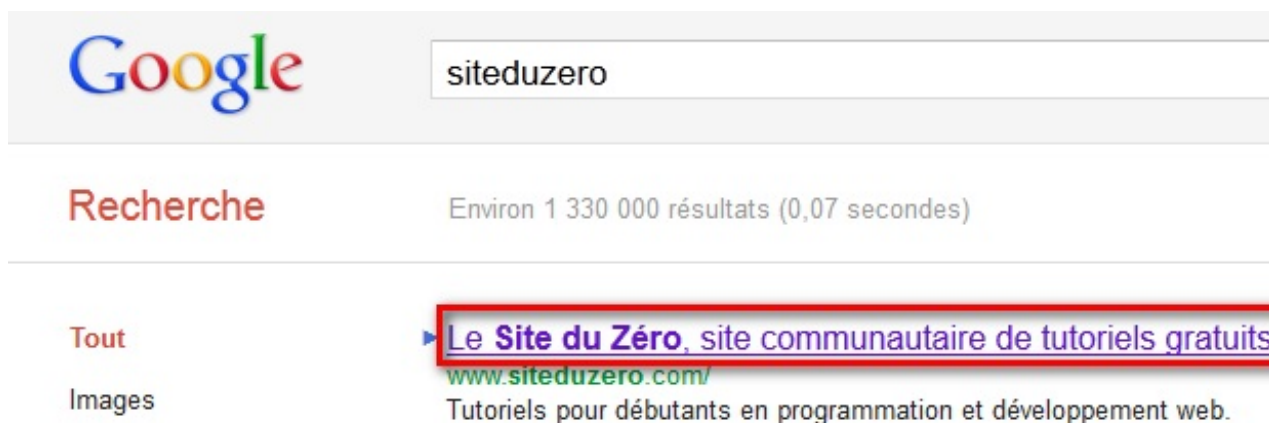 Google
siteduzero
Recherche
Environ 1 330 000 résultats (0,07 secondes)
Tout
Le Site du Zéro, site communautaire de tutoriels gratuits
www.siteduzero.com/
Images
Tutoriels pour débutants en programmation et développement web.